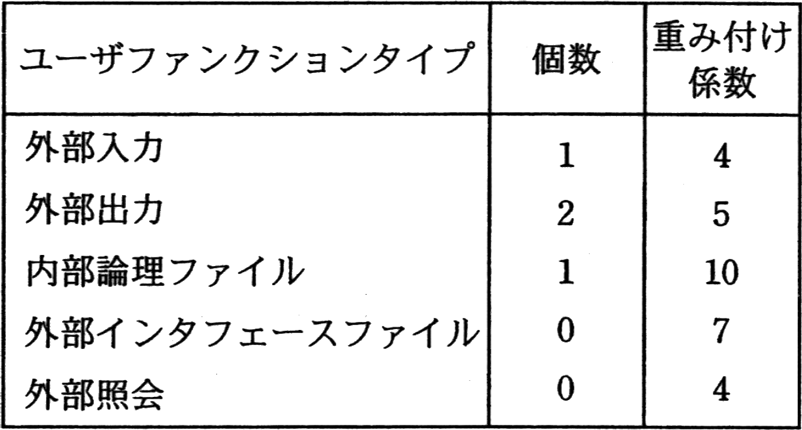 ユーザファンクションタイプ 個数 重み付け
係数
外部入力 1 4
外部出力 2 5
内部論理ファイル 1 10
外部インタフェースファイル 0 7
外部照会 0 4